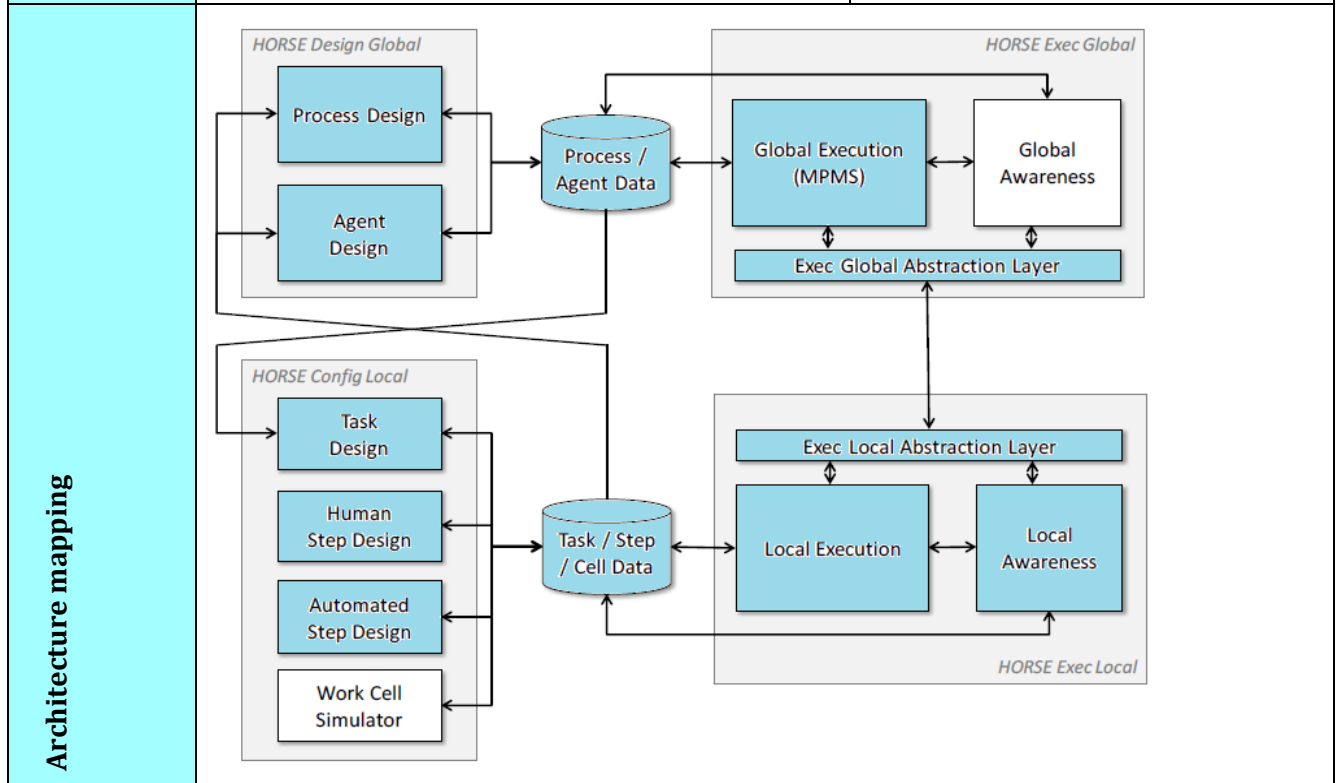 Architecture mapping
HORSE Design Global
Process Design
Agent
Design
Process /
Agent Data
HORSE Exec Global
Global Execution
(MPMS)
Global
Awareness
Exec Global Abstraction Layer
HORSE Config Local
Task
Design
Human
Step Design
Automated
Step Design
Work Cell
Simulator
Task / Step
/ Cell Data
Exec Local Abstraction Layer
Local Execution
Local
Awareness
HORSE Exec Local